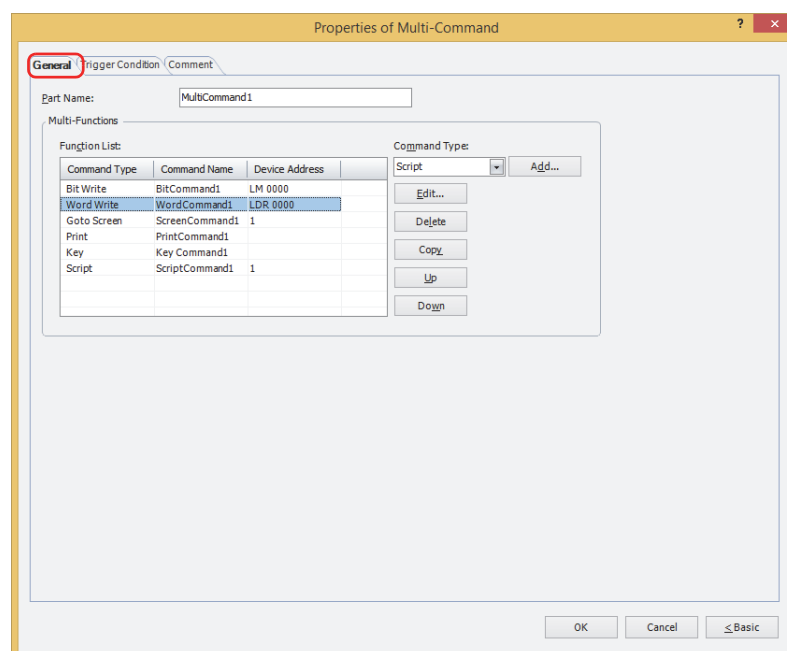 Properties of Multi-Command ? ×
General Trigger Condition Comment
Part Name: MultiCommand1
Multi-Functions
Function List: Command Type:
Command Type Command Name Device Address Script Add...
Bit Write BitCommand1 LM 0000
Word Write WordCommand1 LDR 0000
Goto Screen ScreenCommand1 1
Print PrintCommand1
Key Key Command1
Script ScriptCommand1 1
Edit...
Delete
Copy
Up
Down
OK Cancel < Basic